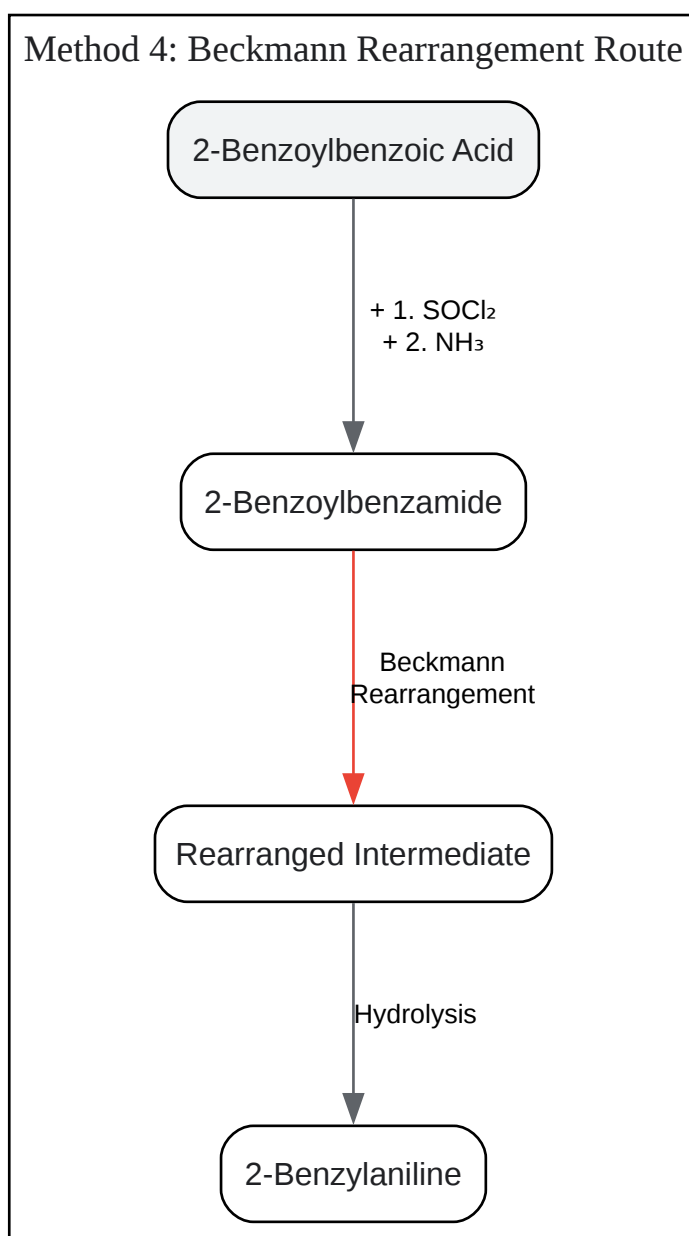 Method 4: Beckmann Rearrangement Route
2-Benzoylbenzoic Acid
+ 1. SOCl₂
+ 2. NH₃
2-Benzoylbenzamide
Beckmann
Rearrangement
Rearranged Intermediate
Hydrolysis
2-Benzylaniline